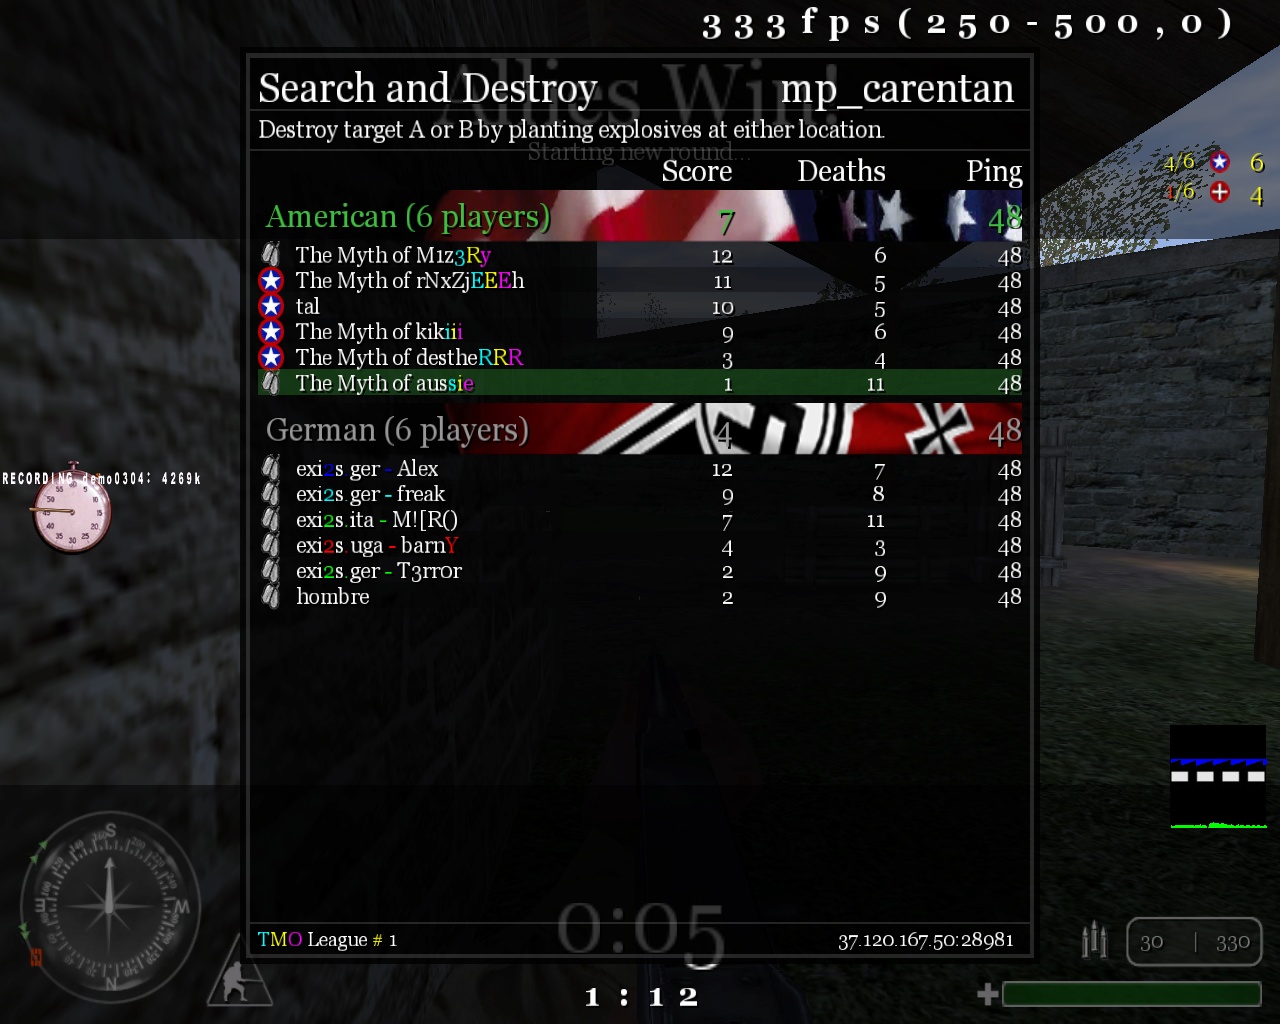 333fps(250-500,0)
Allies Win!
Search and Destroy mp_carentan
Destroy target A or B by planting explosives at either location.
Starting new round...
Score Deaths Ping
4/6 6
1/6 4
American (6 players) 7 48
The Myth of M1z3Ry 12 6 48
The Myth of rNxZjEEEh 11 5 48
tal 10 5 48
The Myth of kikiii 9 6 48
The Myth of destheRRR 3 4 48
The Myth of aussie 1 11 48
German (6 players) 4 48
exi2s.ger - Alex 12 7 48
exi2s.ger - freak 9 8 48
exi2s.ita - M![R() 7 11 48
exi2s.uga - barnY 4 3 48
exi2s.ger - T3rr0r 2 9 48
hombre 2 9 48
RECORDING demo0304: 4269k
S
E W
N
0:05
TMO League # 1 37.120.167.50:28981
30 | 330
1:12